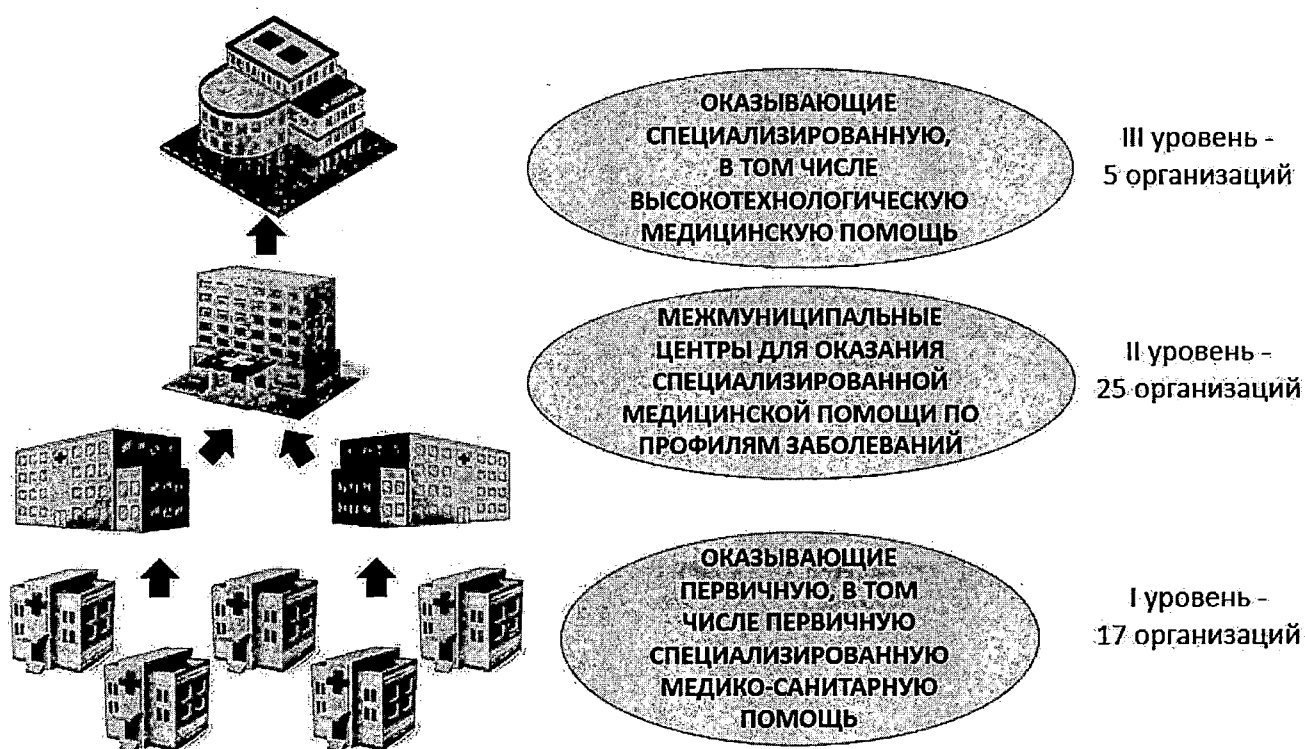 ОКАЗЫВАЮЩИЕ
СПЕЦИАЛИЗИРОВАННУЮ,
В ТОМ ЧИСЛЕ
ВЫСОКОТЕХНОЛОГИЧЕСКУЮ
МЕДИЦИНСКУЮ ПОМОЩЬ
III уровень -
5 организаций
МЕЖМУНИЦИПАЛЬНЫЕ
ЦЕНТРЫ ДЛЯ ОКАЗАНИЯ
СПЕЦИАЛИЗИРОВАННОЙ
МЕДИЦИНСКОЙ ПОМОЩИ ПО
ПРОФИЛЯМ ЗАБОЛЕВАНИЙ
II уровень -
25 организаций
ОКАЗЫВАЮЩИЕ
ПЕРВИЧНУЮ, В ТОМ
ЧИСЛЕ ПЕРВИЧНУЮ
СПЕЦИАЛИЗИРОВАННУЮ
МЕДИКО-САНИТАРНУЮ
ПОМОЩЬ
I уровень -
17 организаций